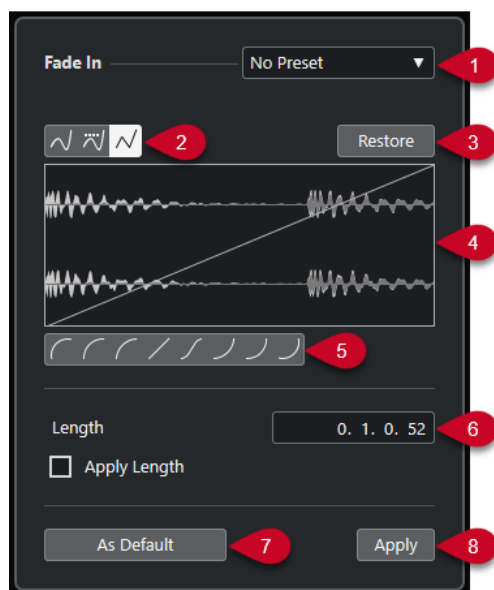 Fade In No Preset 1
2 Restore 3
4
5
Length 0. 1. 0. 52 6
Apply Length
As Default 7 Apply 8